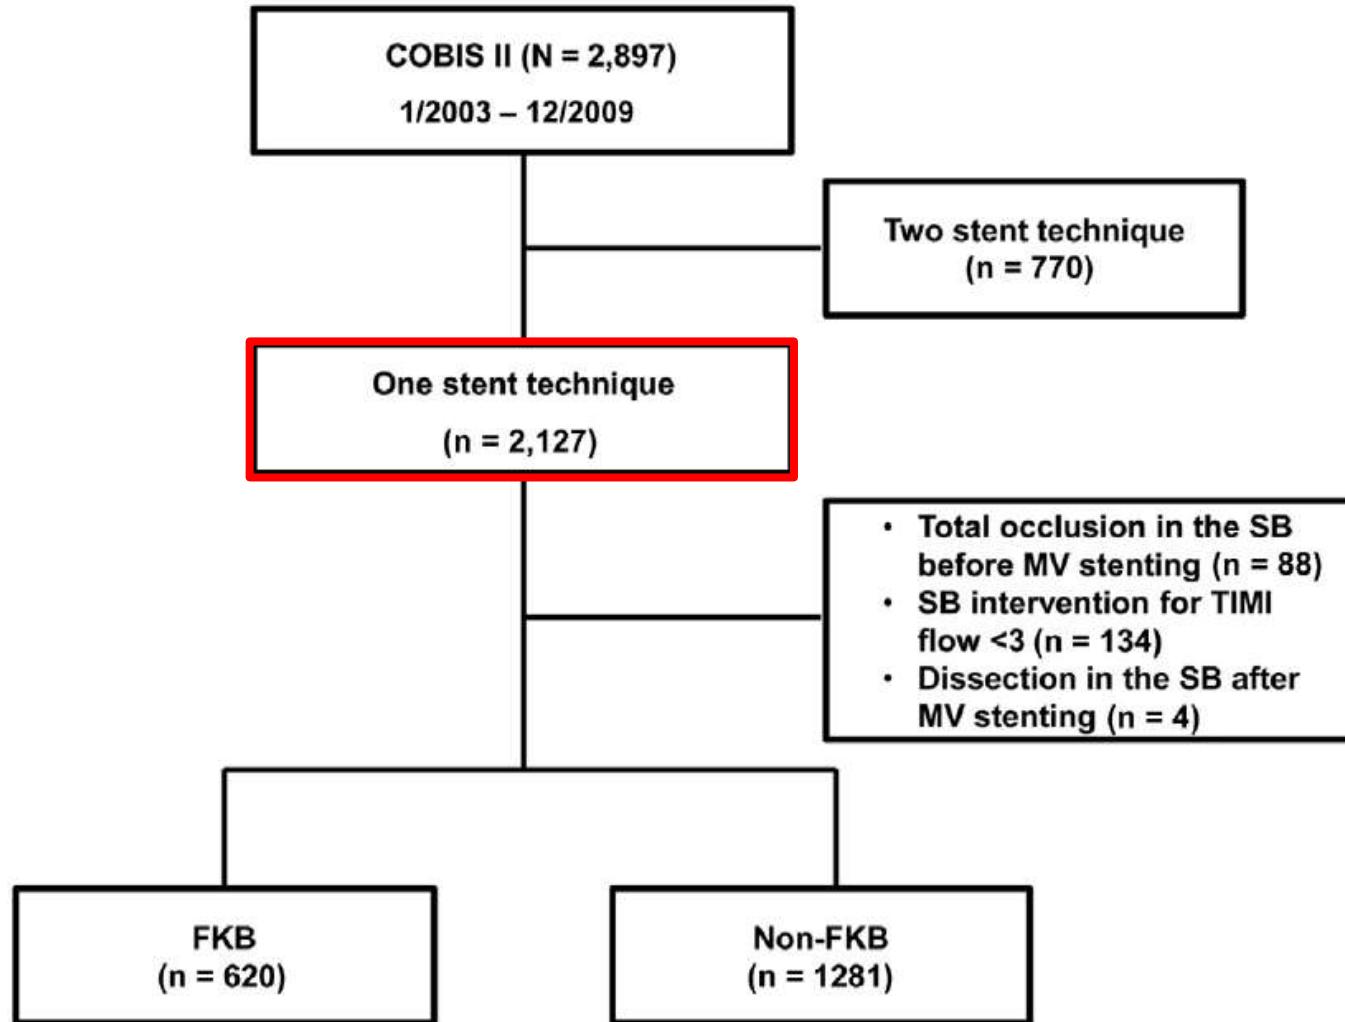 COBIS II (N = 2,897)
1/2003 – 12/2009
Two stent technique
(n = 770)
One stent technique
(n = 2,127)
• Total occlusion in the SB
before MV stenting (n = 88)
• SB intervention for TIMI
flow <3 (n = 134)
• Dissection in the SB after
MV stenting (n = 4)
FKB
(n = 620)
Non-FKB
(n = 1281)